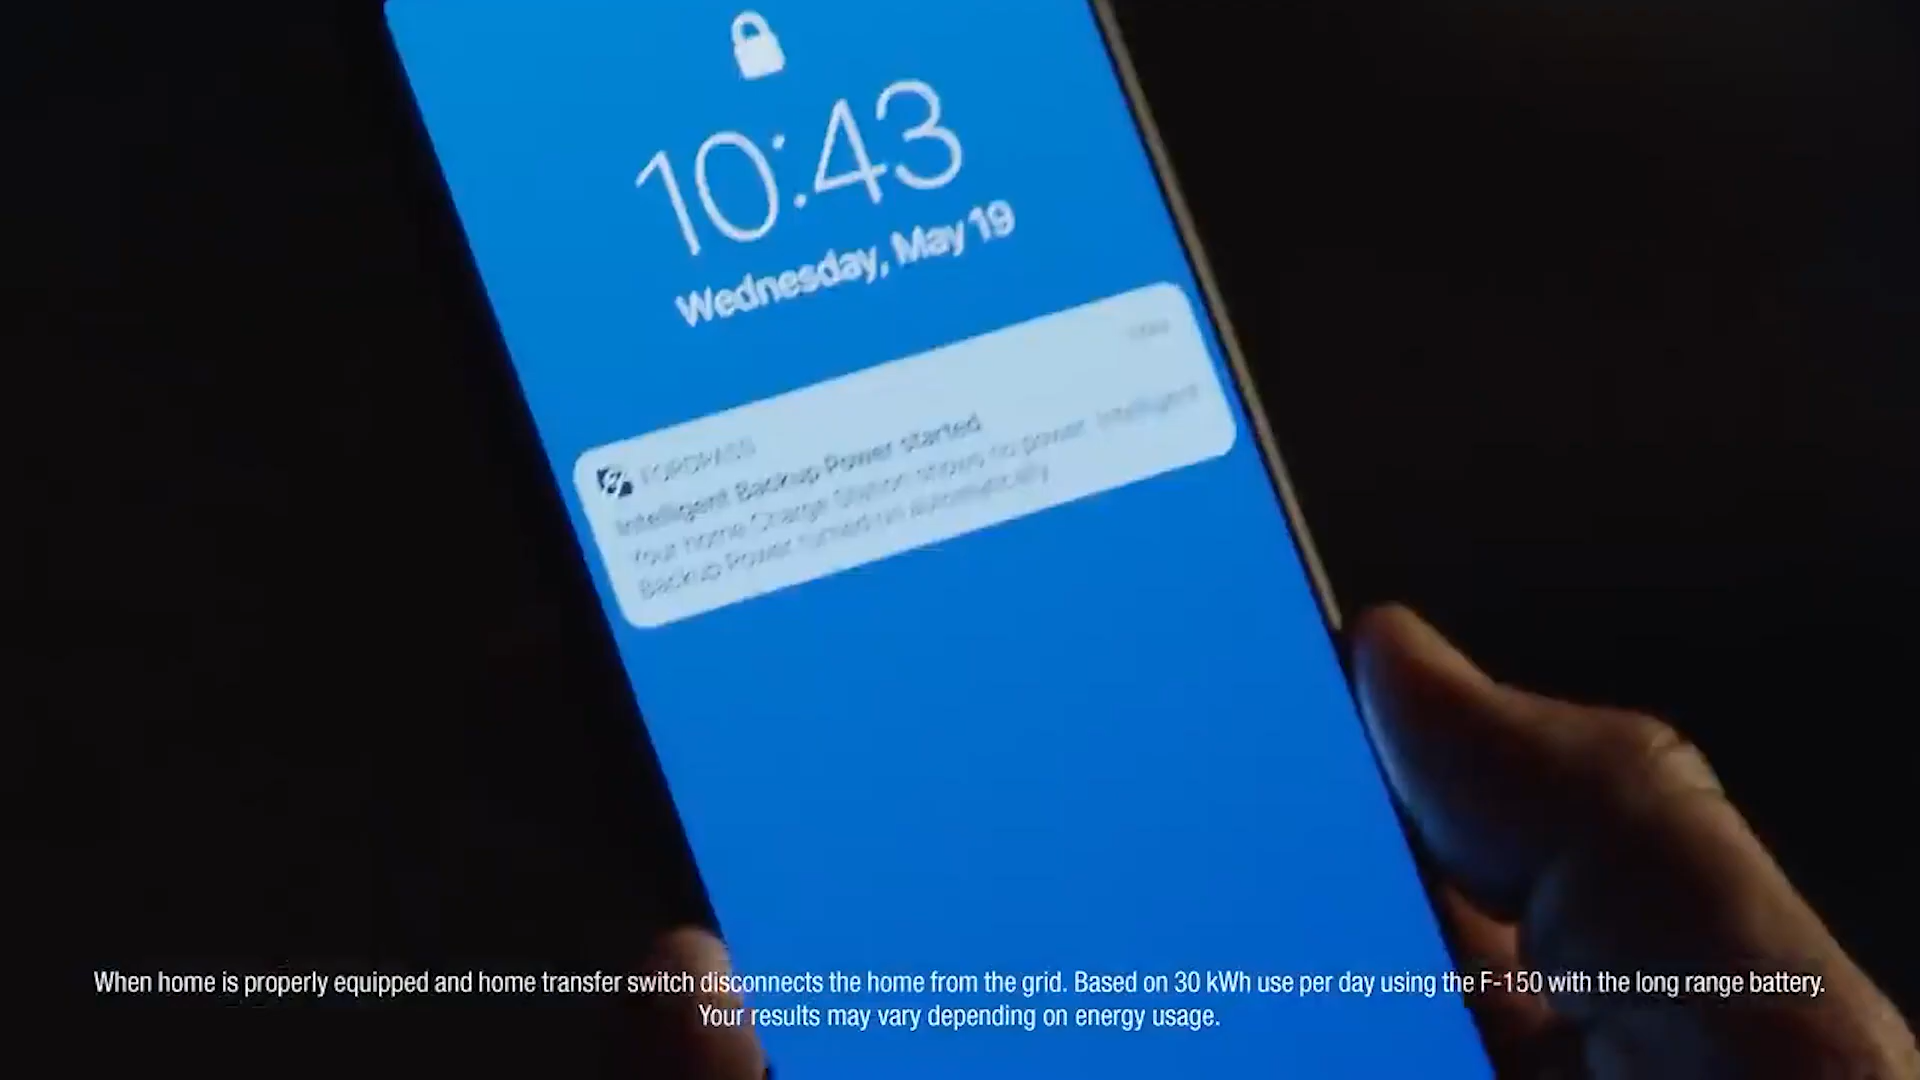 10:43
Wednesday, May 19
FORDPASS
Intelligent Backup Power started
Your home Charge Station shows no power. Intelligent
Backup Power turned on automatically
When home is properly equipped and home transfer switch disconnects the home from the grid. Based on 30 kWh use per day using the F-150 with the long range battery.
Your results may vary depending on energy usage.